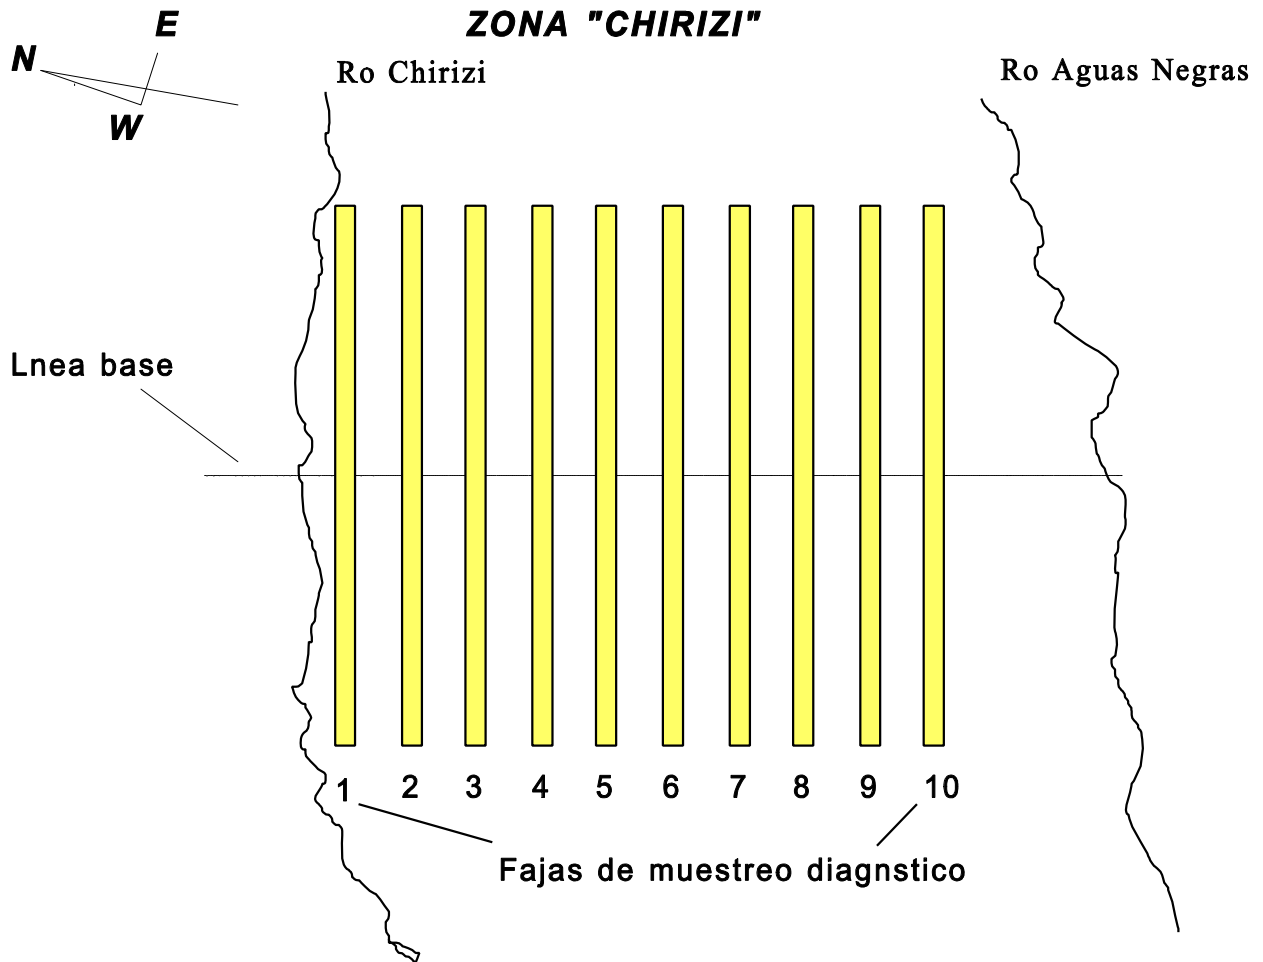 ZONA "CHIRIZI"
E
N
W
Ro Chirizi
Ro Aguas Negras
Lnea base
1 2 3 4 5 6 7 8 9 10
Fajas de muestreo diagnstico